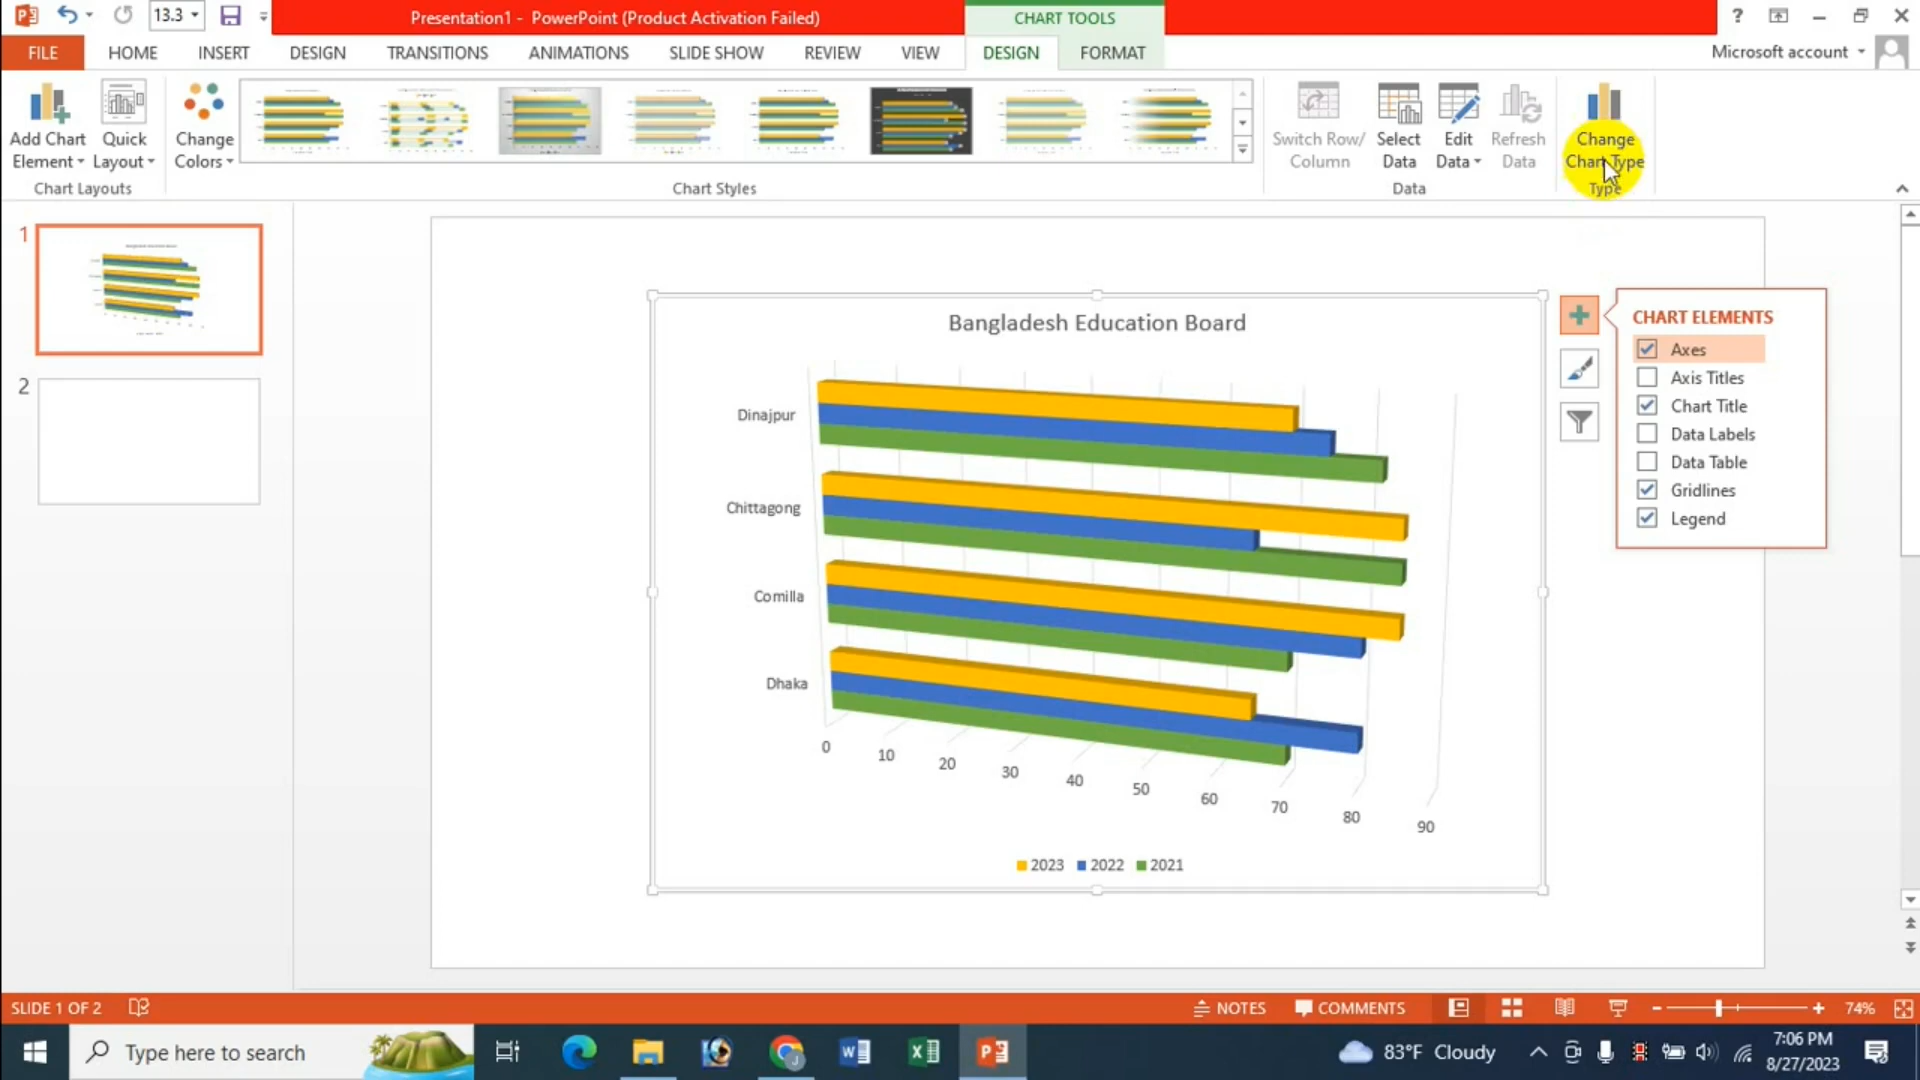 13.3
Presentation1 - PowerPoint (Product Activation Failed)
CHART TOOLS
?
FILE
HOME
INSERT
DESIGN
TRANSITIONS
ANIMATIONS
SLIDE SHOW
REVIEW
VIEW
DESIGN
FORMAT
Microsoft account
Add Chart
Element
Quick
Layout
Change
Colors
Switch Row/
Column
Select
Data
Edit
Data
Refresh
Data
Change
Chart Type
Chart Layouts
Chart Styles
Data
Type
1
2
Bangladesh Education Board
Dinajpur
Chittagong
Comilla
Dhaka
0
10
20
30
40
50
60
70
80
90
2023 2022 2021
CHART ELEMENTS
Axes
Axis Titles
Chart Title
Data Labels
Data Table
Gridlines
Legend
SLIDE 1 OF 2
NOTES
COMMENTS
74%
Type here to search
83°F Cloudy
7:06 PM
8/27/2023